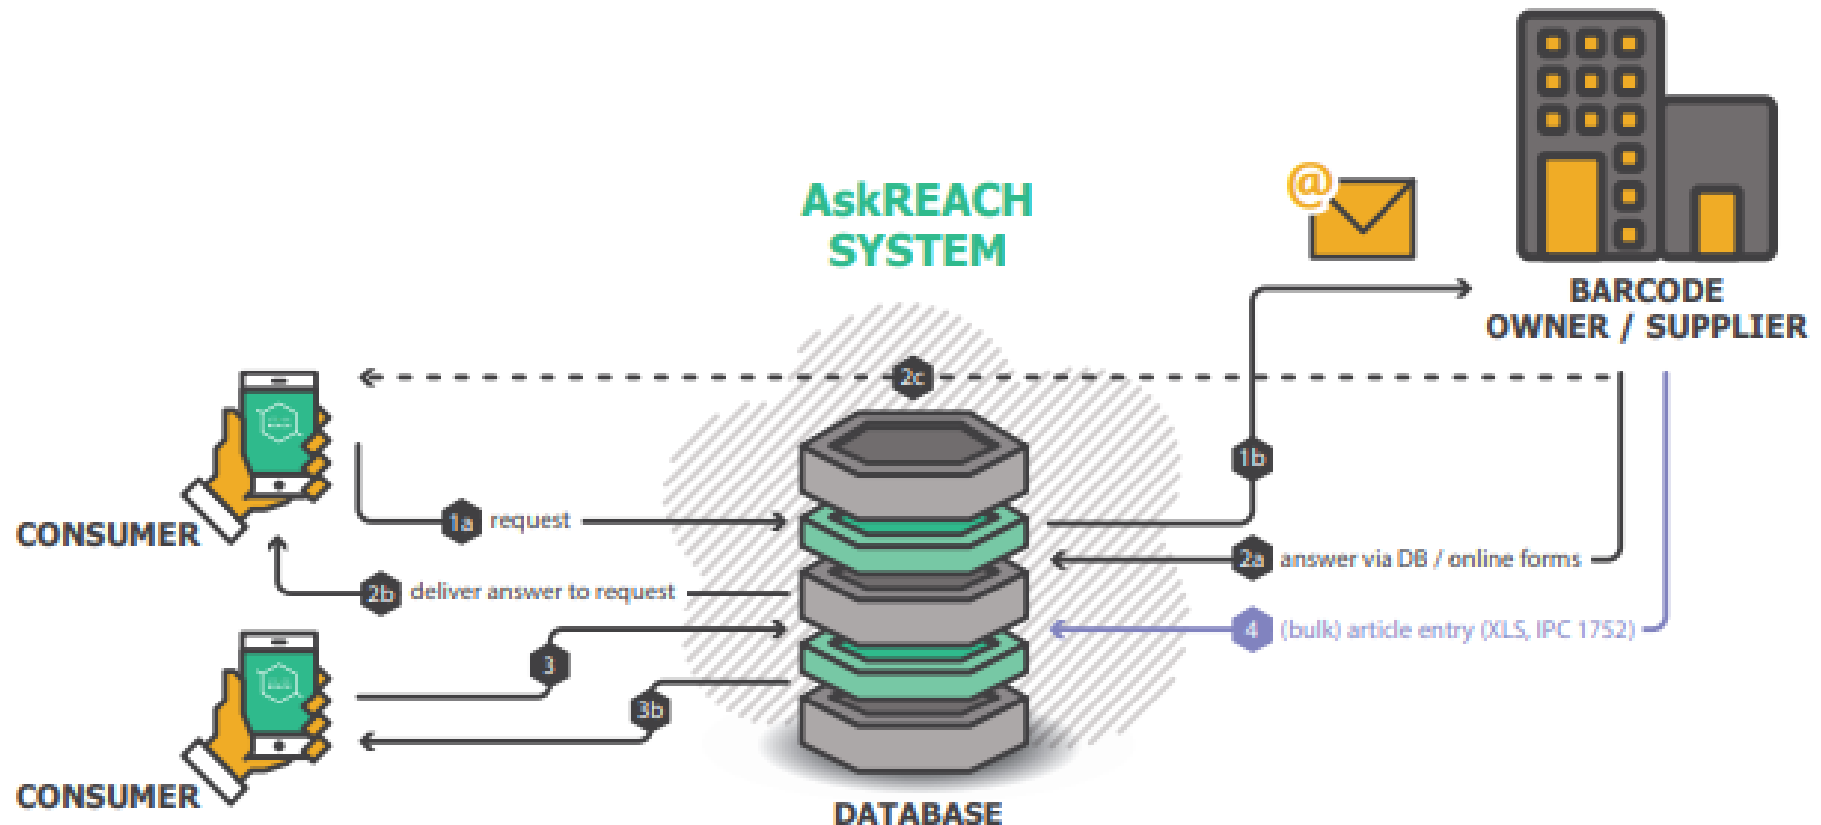 AskREACH
SYSTEM
@
BARCODE
OWNER / SUPPLIER
2c
1b
CONSUMER
1a request
2a answer via DB / online forms
2b deliver answer to request
4 (bulk) article entry (XLS, IPC 1752)
3
3b
CONSUMER
DATABASE